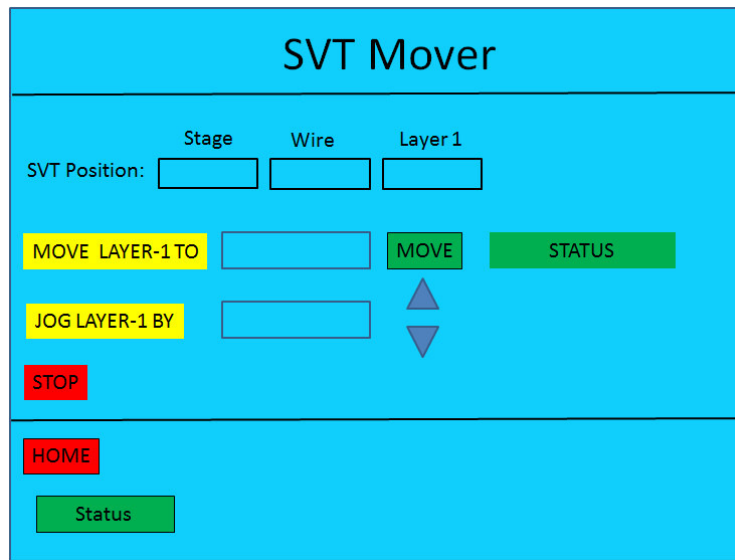 SVT Mover
Stage Wire Layer 1
SVT Position:
MOVE LAYER-1 TO MOVE STATUS
JOG LAYER-1 BY
STOP
HOME
Status